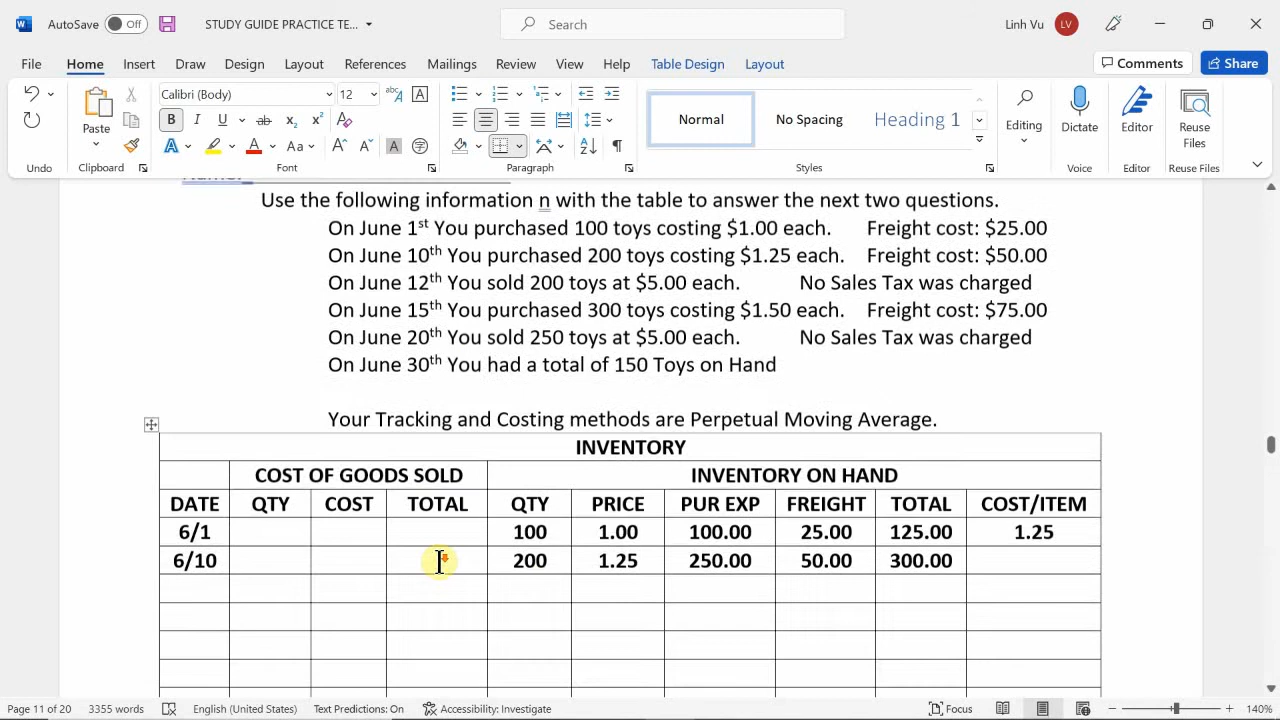 AutoSave Off STUDY GUIDE PRACTICE TE... Search Linh Vu LV
File Home Insert Draw Design Layout References Mailings Review View Help Table Design Layout Comments Share
Calibri (Body) 12 Normal No Spacing Heading 1
Paste Editing Dictate Editor Reuse Files
Undo Clipboard Font Paragraph Styles Voice Editor Reuse Files
Use the following information n with the table to answer the next two questions.
On June 1st You purchased 100 toys costing $1.00 each. Freight cost: $25.00
On June 10th You purchased 200 toys costing $1.25 each. Freight cost: $50.00
On June 12th You sold 200 toys at $5.00 each. No Sales Tax was charged
On June 15th You purchased 300 toys costing $1.50 each. Freight cost: $75.00
On June 20th You sold 250 toys at $5.00 each. No Sales Tax was charged
On June 30th You had a total of 150 Toys on Hand
Your Tracking and Costing methods are Perpetual Moving Average.
INVENTORY
COST OF GOODS SOLD INVENTORY ON HAND
DATE QTY COST TOTAL QTY PRICE PUR EXP FREIGHT TOTAL COST/ITEM
6/1 100 1.00 100.00 25.00 125.00 1.25
6/10 200 1.25 250.00 50.00 300.00
Page 11 of 20 3355 words English (United States) Text Predictions: On Accessibility: Investigate Focus 140%